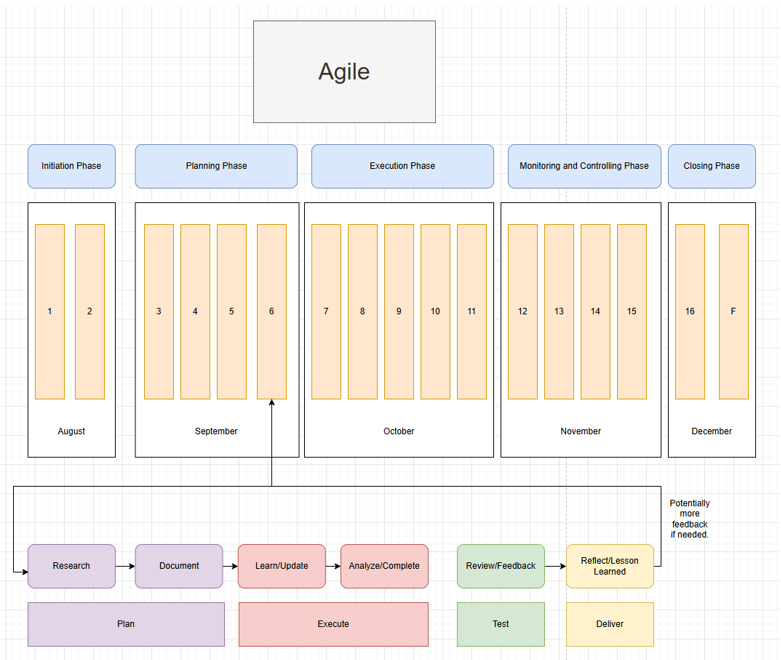 Agile
Initiation Phase
Planning Phase
Execution Phase
Monitoring and Controlling Phase
Closing Phase
1
2
3
4
5
6
7
8
9
10
11
12
13
14
15
16
F
August
September
October
November
December
Potentially
more
feedback
if needed.
Research
Document
Learn/Update
Analyze/Complete
Review/Feedback
Reflect/Lesson
Learned
Plan
Execute
Test
Deliver